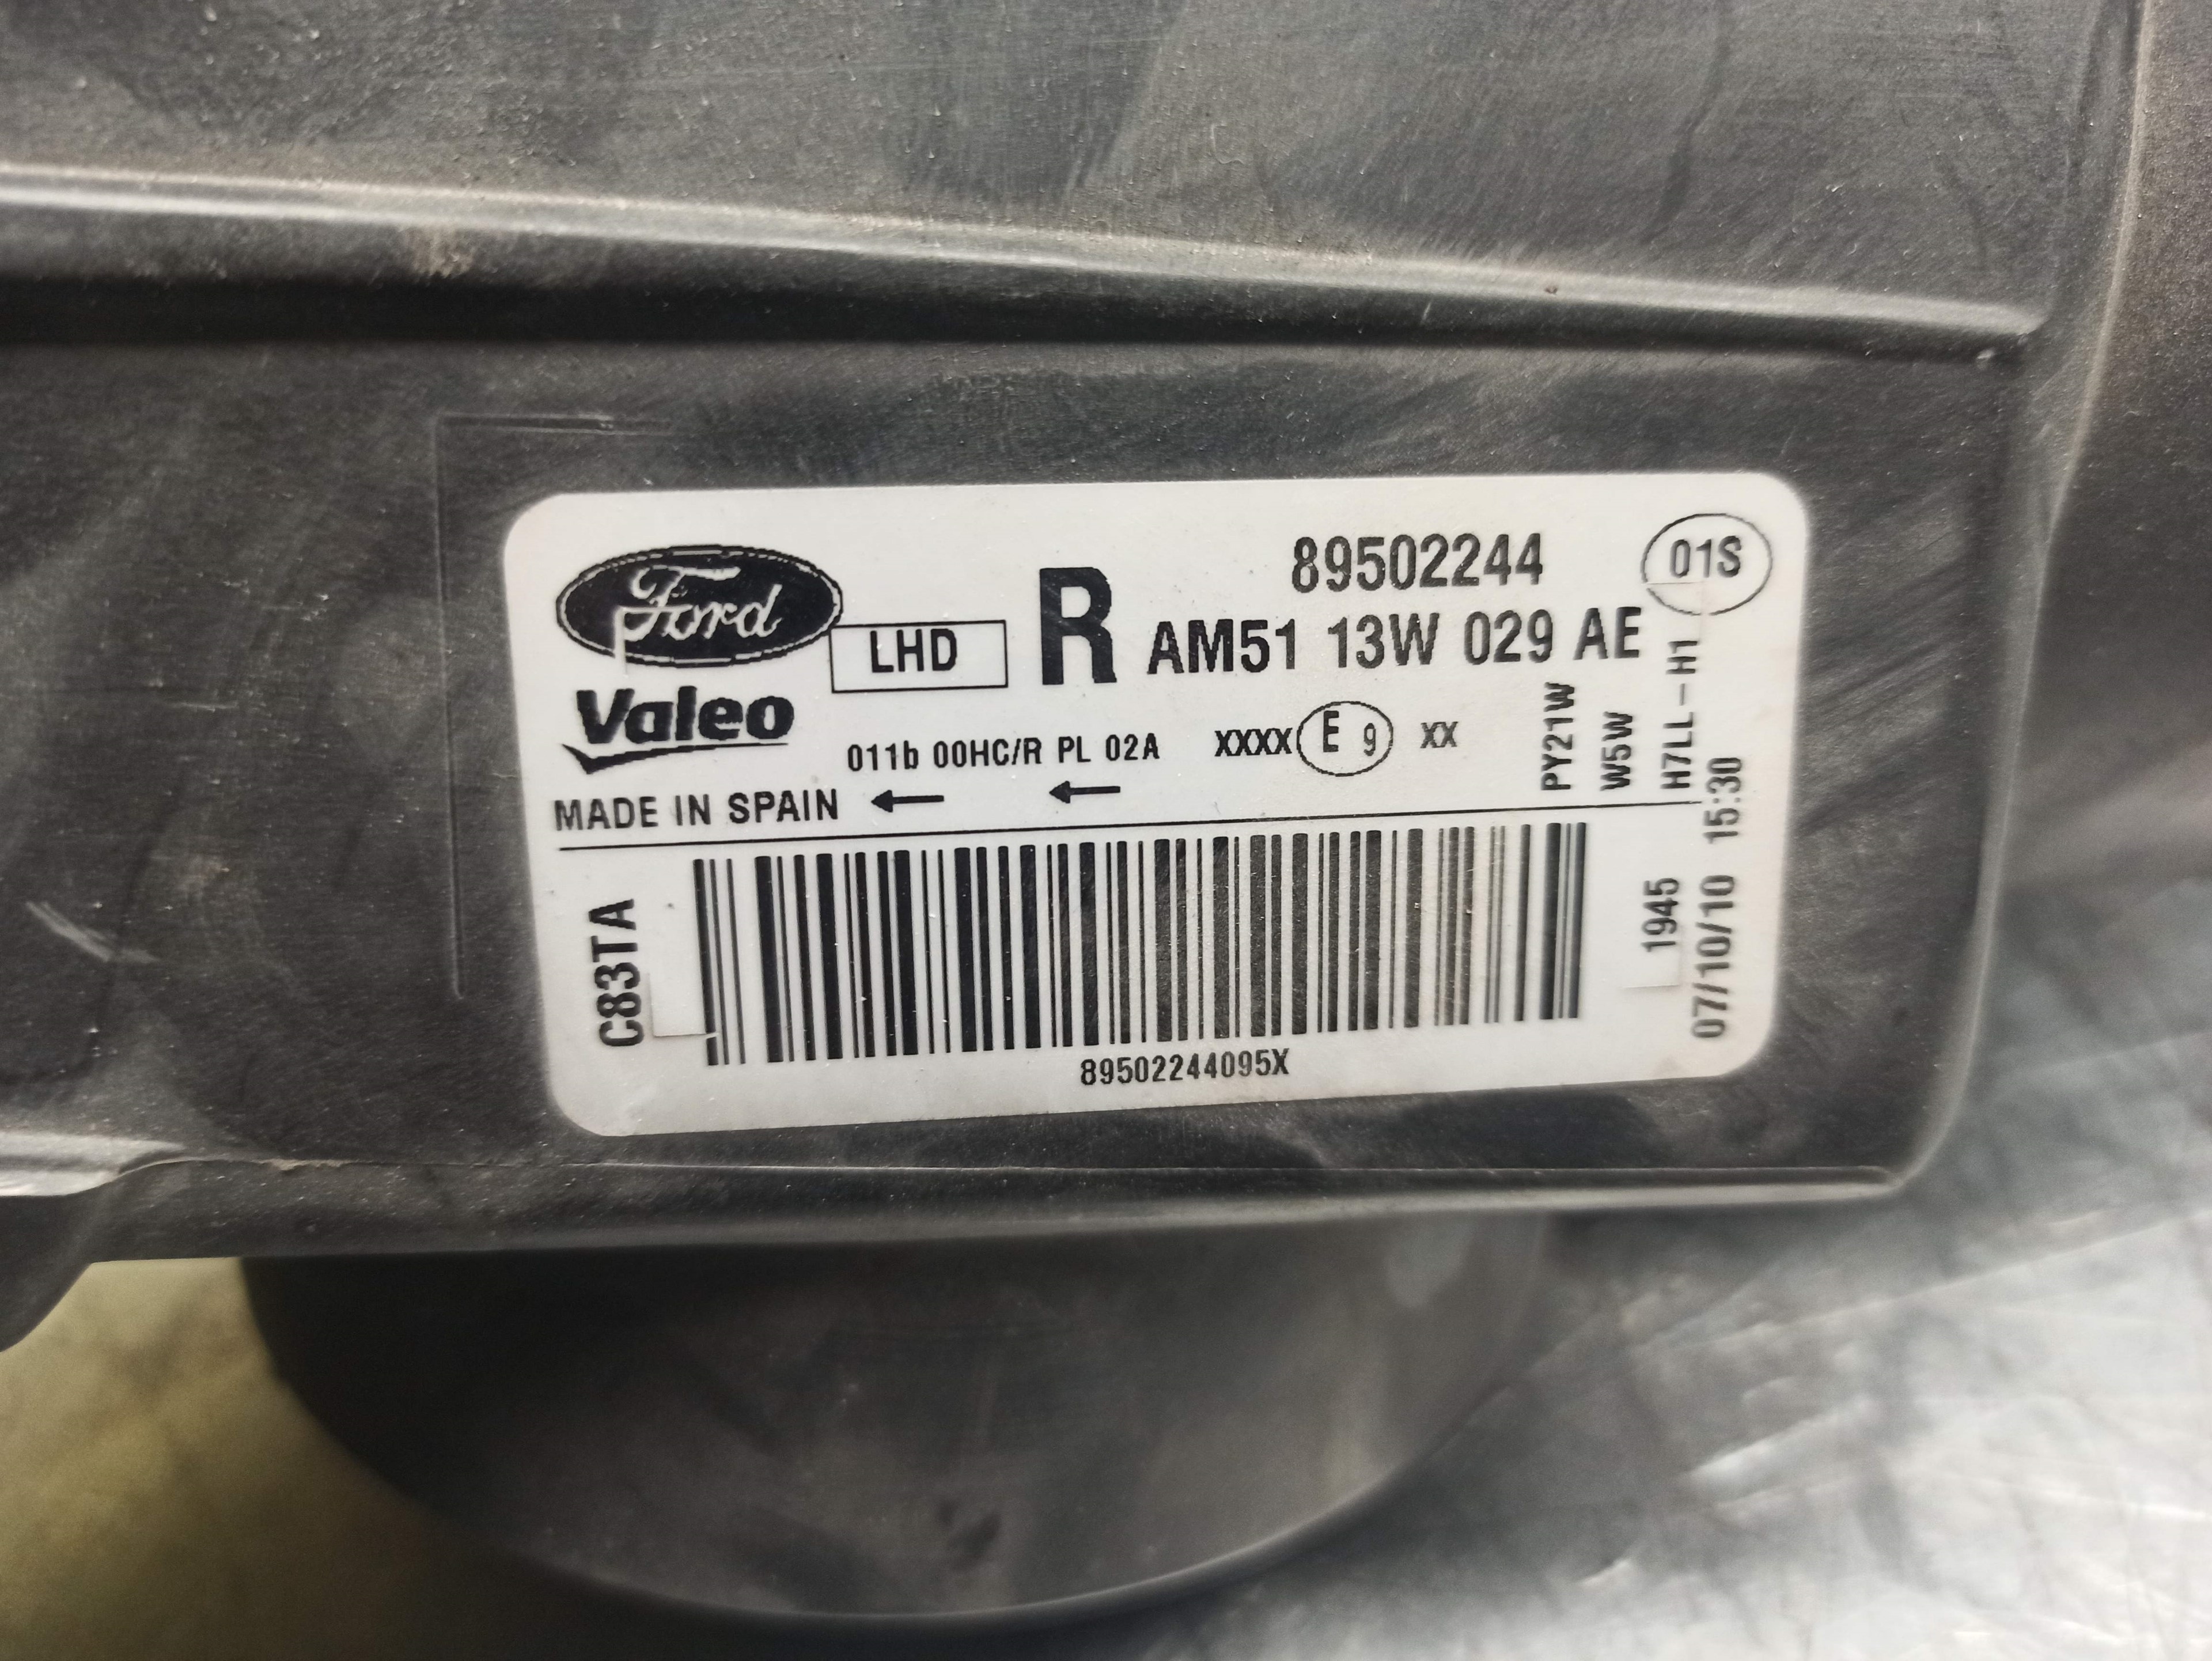 Ford
Valeo
LHD
R
89502244
01S
AM51 13W 029 AE
011b 00HC/R PL 02A
XXXX E 9 XX
MADE IN SPAIN
PY21W
W5W
H7LL-H1
C83TA
1945
07/10/10 15:30
89502244095X